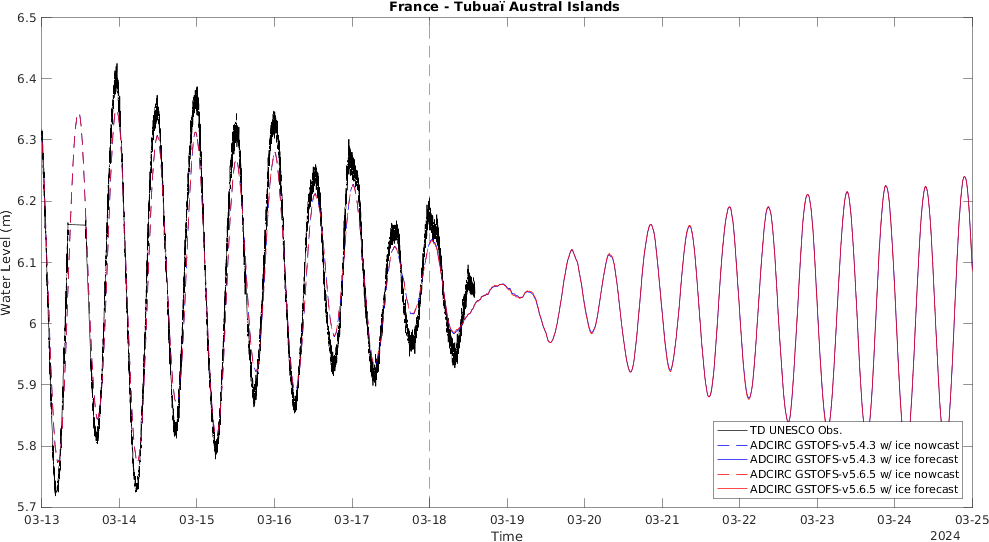 France - Tubuaï Austral Islands
Water Level (m)
6.5
6.4
6.3
6.2
6.1
6
5.9
5.8
5.7
TD UNESCO Obs.
ADCIRC GSTOFS-v5.4.3 w/ ice nowcast
ADCIRC GSTOFS-v5.4.3 w/ ice forecast
ADCIRC GSTOFS-v5.6.5 w/ ice nowcast
ADCIRC GSTOFS-v5.6.5 w/ ice forecast
03-13 03-14 03-15 03-16 03-17 03-18 03-19 03-20 03-21 03-22 03-23 03-24 03-25
Time
2024